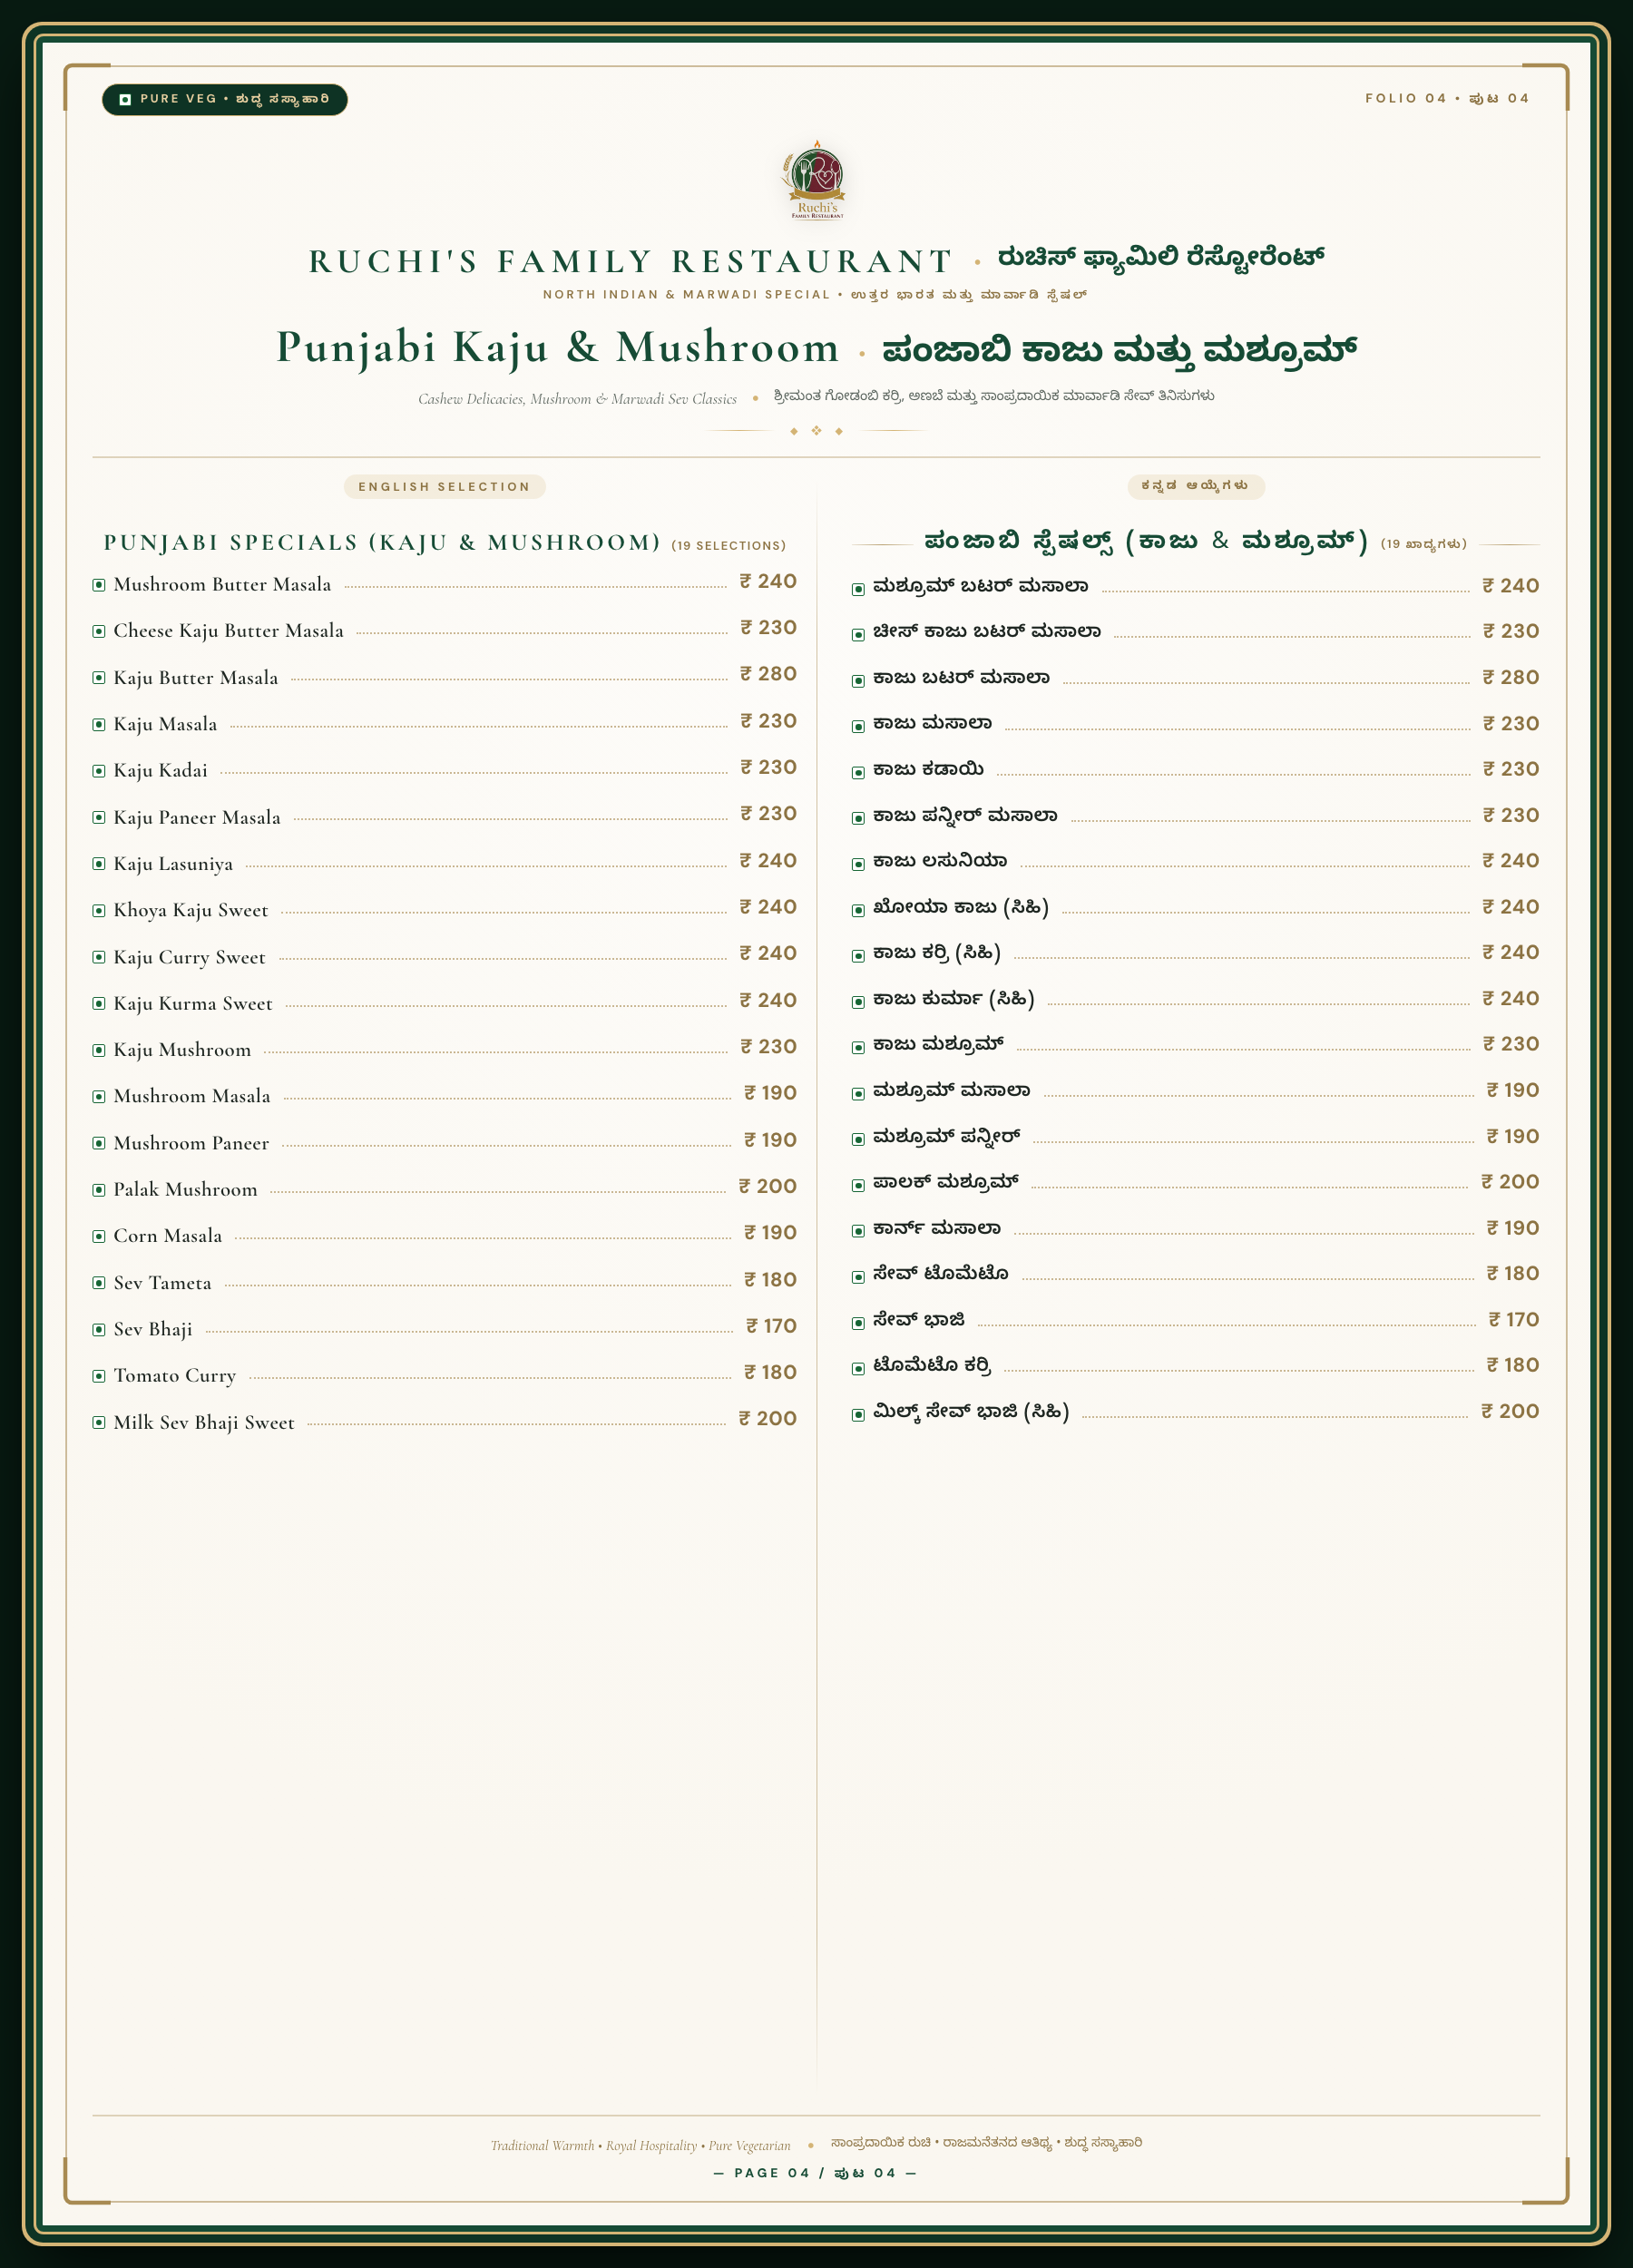 PURE VEG • ಶುದ್ಧ ಸಸ್ಯಾಹಾರಿ
FOLIO 04 • ಪುಟ 04
Ruchi's
FAMILY RESTAURANT
RUCHI'S FAMILY RESTAURANT • ರುಚಿಸ್ ಫ್ಯಾಮಿಲಿ ರೆಸ್ಟೋರೆಂಟ್
NORTH INDIAN & MARWADI SPECIAL • ಉತ್ತರ ಭಾರತ ಮತ್ತು ಮಾರ್ವಾಡಿ ಸ್ಪೆಷಲ್
Punjabi Kaju & Mushroom • ಪಂಜಾಬಿ ಕಾಜು ಮತ್ತು ಮಶ್ರೂಮ್
Cashew Delicacies, Mushroom & Marwadi Sev Classics • ಶ್ರೀಮಂತ ಗೋಡಂಬಿ ಕರ್ರಿ, ಅಣಬೆ ಮತ್ತು ಸಾಂಪ್ರದಾಯಿಕ ಮಾರ್ವಾಡಿ ಸೇವ್ ತಿನಿಸುಗಳು
ENGLISH SELECTION
PUNJABI SPECIALS (KAJU & MUSHROOM) (19 SELECTIONS)
Mushroom Butter Masala ₹ 240
Cheese Kaju Butter Masala ₹ 230
Kaju Butter Masala ₹ 280
Kaju Masala ₹ 230
Kaju Kadai ₹ 230
Kaju Paneer Masala ₹ 230
Kaju Lasuniya ₹ 240
Khoya Kaju Sweet ₹ 240
Kaju Curry Sweet ₹ 240
Kaju Kurma Sweet ₹ 240
Kaju Mushroom ₹ 230
Mushroom Masala ₹ 190
Mushroom Paneer ₹ 190
Palak Mushroom ₹ 200
Corn Masala ₹ 190
Sev Tameta ₹ 180
Sev Bhaji ₹ 170
Tomato Curry ₹ 180
Milk Sev Bhaji Sweet ₹ 200
ಕನ್ನಡ ಆಯ್ಕೆಗಳು
ಪಂಜಾಬಿ ಸ್ಪೆಷಲ್ಸ್ (ಕಾಜು & ಮಶ್ರೂಮ್) (19 ಖಾದ್ಯಗಳು)
ಮಶ್ರೂಮ್ ಬಟರ್ ಮಸಾಲಾ ₹ 240
ಚೀಸ್ ಕಾಜು ಬಟರ್ ಮಸಾಲಾ ₹ 230
ಕಾಜು ಬಟರ್ ಮಸಾಲಾ ₹ 280
ಕಾಜು ಮಸಾಲಾ ₹ 230
ಕಾಜು ಕಡಾಯಿ ₹ 230
ಕಾಜು ಪನ್ನೀರ್ ಮಸಾಲಾ ₹ 230
ಕಾಜು ಲಸುನಿಯಾ ₹ 240
ಖೋಯಾ ಕಾಜು (ಸಿಹಿ) ₹ 240
ಕಾಜು ಕರ್ರಿ (ಸಿಹಿ) ₹ 240
ಕಾಜು ಕುರ್ಮಾ (ಸಿಹಿ) ₹ 240
ಕಾಜು ಮಶ್ರೂಮ್ ₹ 230
ಮಶ್ರೂಮ್ ಮಸಾಲಾ ₹ 190
ಮಶ್ರೂಮ್ ಪನ್ನೀರ್ ₹ 190
ಪಾಲಕ್ ಮಶ್ರೂಮ್ ₹ 200
ಕಾರ್ನ್ ಮಸಾಲಾ ₹ 190
ಸೇವ್ ಟೊಮೆಟೊ ₹ 180
ಸೇವ್ ಭಾಜಿ ₹ 170
ಟೊಮೆಟೊ ಕರ್ರಿ ₹ 180
ಮಿಲ್ಕ್ ಸೇವ್ ಭಾಜಿ (ಸಿಹಿ) ₹ 200
Traditional Warmth • Royal Hospitality • Pure Vegetarian • ಸಾಂಪ್ರದಾಯಿಕ ರುಚಿ • ರಾಜಮನೆತನದ ಆತಿಥ್ಯ • ಶುದ್ಧ ಸಸ್ಯಾಹಾರಿ
— PAGE 04 / ಪುಟ 04 —